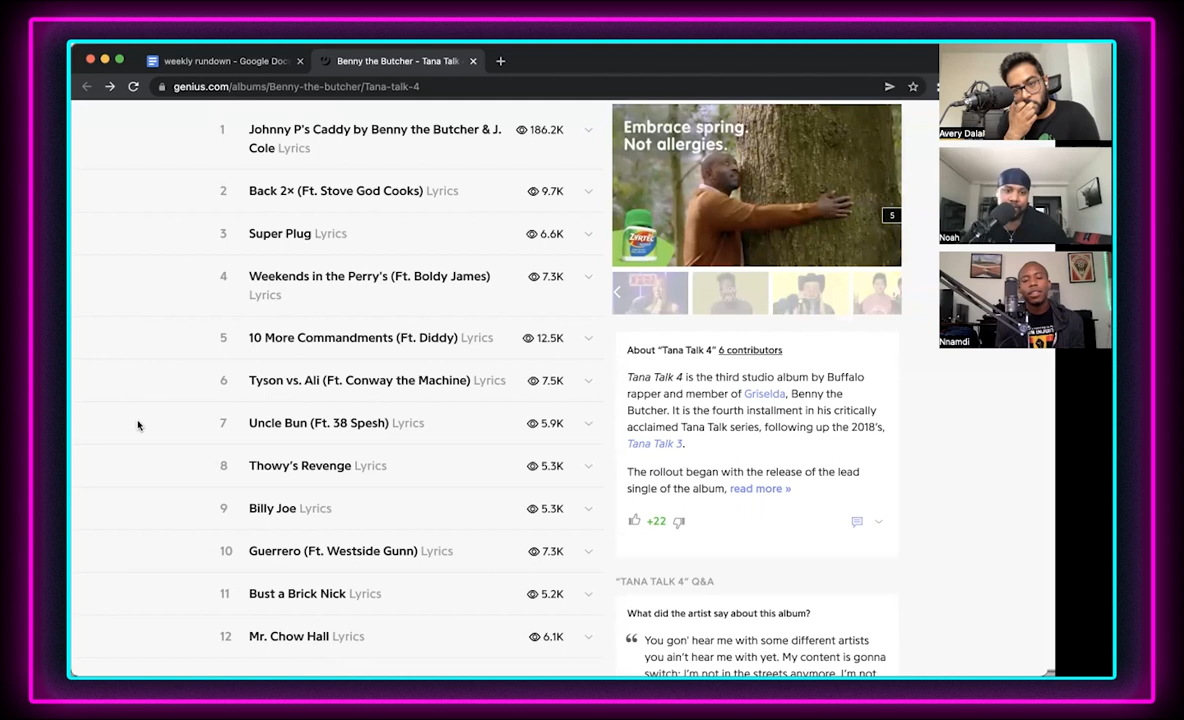 weekly rundown - Google Doc
Benny the Butcher - Tana Talk
genius.com/albums/Benny-the-butcher/Tana-talk-4
1 Johnny P's Caddy by Benny the Butcher & J. 186.2K
Cole Lyrics
2 Back 2× (Ft. Stove God Cooks) Lyrics 9.7K
3 Super Plug Lyrics 6.6K
4 Weekends in the Perry's (Ft. Boldy James) 7.3K
Lyrics
5 10 More Commandments (Ft. Diddy) Lyrics 12.5K
6 Tyson vs. Ali (Ft. Conway the Machine) Lyrics 7.5K
7 Uncle Bun (Ft. 38 Spesh) Lyrics 5.9K
8 Thowy's Revenge Lyrics 5.3K
9 Billy Joe Lyrics 5.3K
10 Guerrero (Ft. Westside Gunn) Lyrics 7.3K
11 Bust a Brick Nick Lyrics 5.2K
12 Mr. Chow Hall Lyrics 6.1K
Embrace spring.
Not allergies.
ZYRTEC
5
About “Tana Talk 4” 6 contributors
Tana Talk 4 is the third studio album by Buffalo
rapper and member of Griselda, Benny the
Butcher. It is the fourth installment in his critically
acclaimed Tana Talk series, following up the 2018's,
Tana Talk 3.
The rollout began with the release of the lead
single of the album, read more »
+22
“TANA TALK 4” Q&A
What did the artist say about this album?
“ You gon' hear me with some different artists
you ain't hear me with yet. My content is gonna
switch; I'm not in the streets anymore. I'm not
Avery Dalal
Noah
Nnamdi